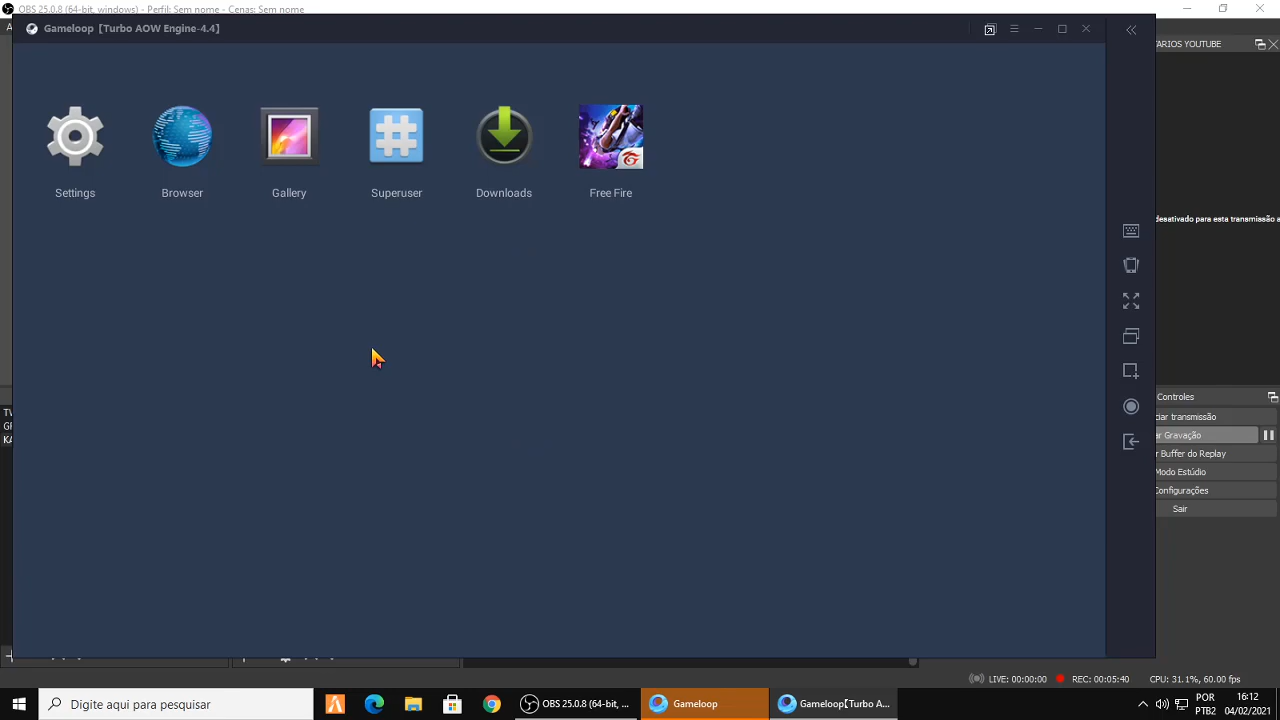 OBS 25.0.8 (64-bit, windows) - Perfil: Sem nome - Cenas: Sem nome
Gameloop【Turbo AOW Engine-4.4】
ARIOS YOUTUBE
Settings
Browser
Gallery
Superuser
Downloads
Free Fire
desativado para esta transmissão a
Controles
ciar transmissão
ar Gravação
r Buffer do Replay
Modo Estúdio
Configurações
Sair
TV
GF
KA
LIVE: 00:00:00
REC: 00:05:40
CPU: 31.1%, 60.00 fps
Digite aqui para pesquisar
OBS 25.0.8 (64-bit, ...
Gameloop
Gameloop【Turbo A...
POR
PTB2
16:12
04/02/2021